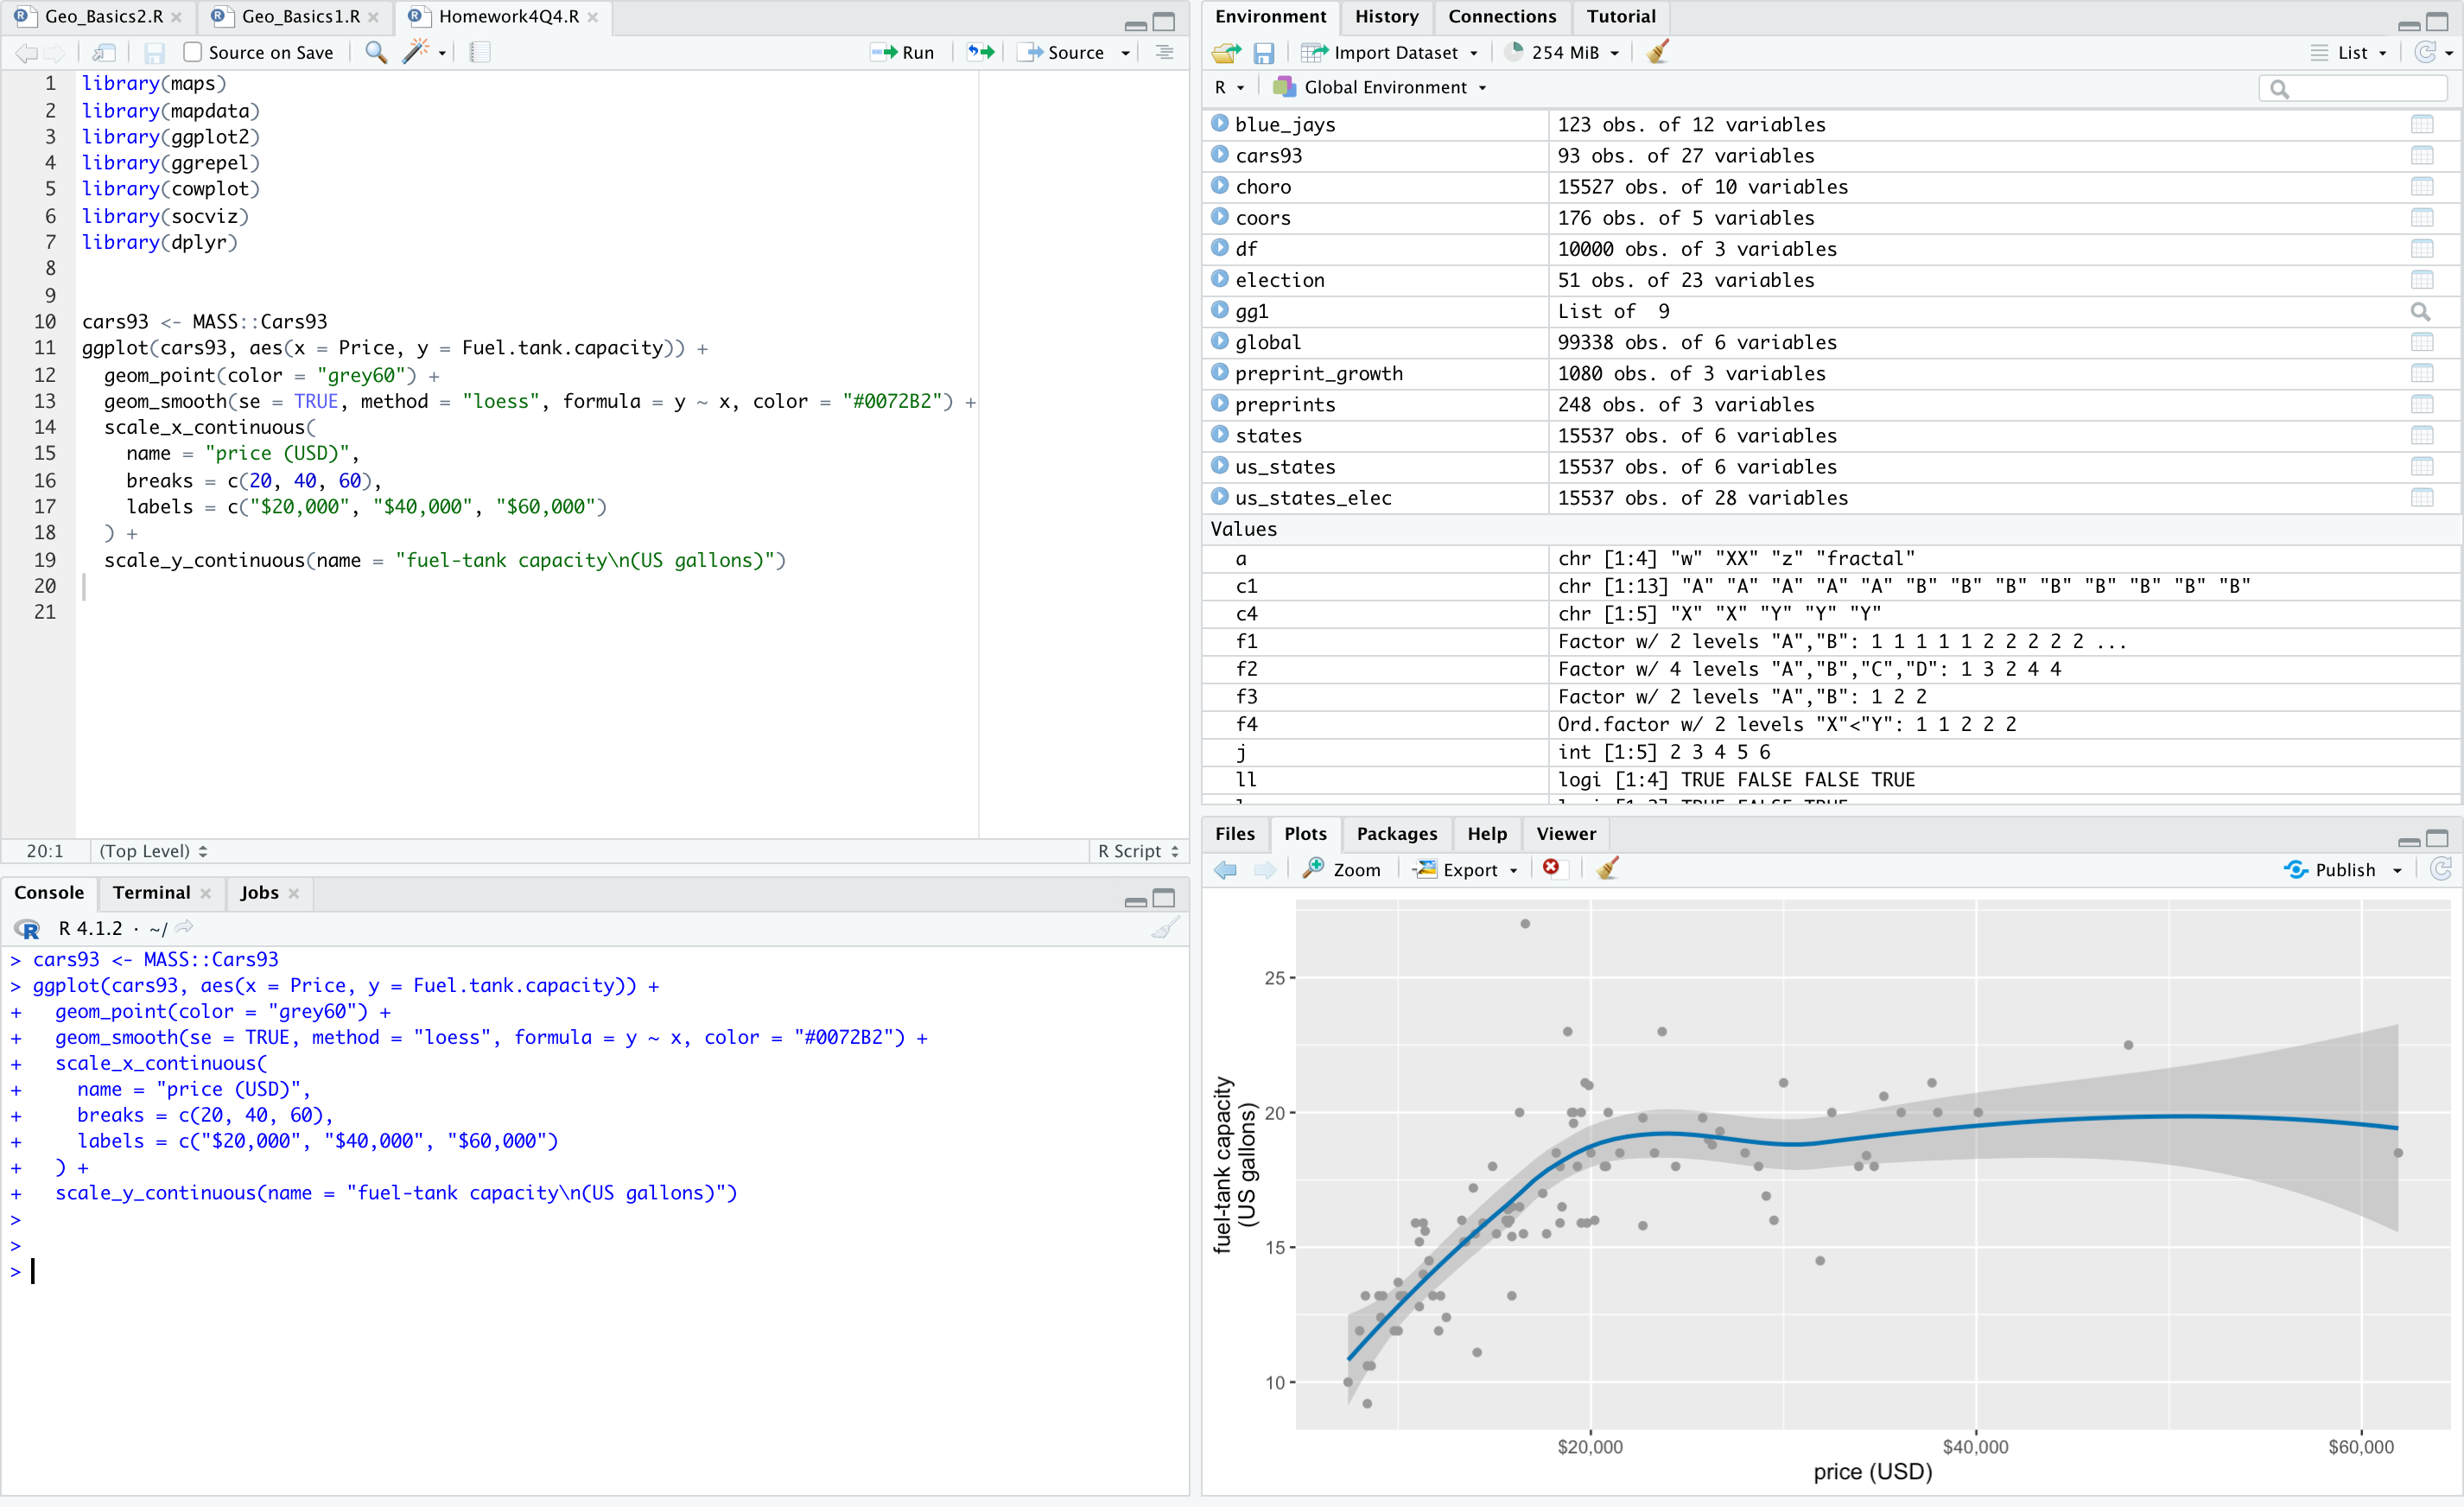 Geo_Basics2.R
Geo_Basics1.R
Homework4Q4.R
Source on Save
Run
Source
1 library(maps)
2 library(mapdata)
3 library(ggplot2)
4 library(ggrepel)
5 library(cowplot)
6 library(socviz)
7 library(dplyr)
8
9
10 cars93 <- MASS::Cars93
11 ggplot(cars93, aes(x = Price, y = Fuel.tank.capacity)) +
12 geom_point(color = "grey60") +
13 geom_smooth(se = TRUE, method = "loess", formula = y ~ x, color = "#0072B2") +
14 scale_x_continuous(
15 name = "price (USD)",
16 breaks = c(20, 40, 60),
17 labels = c("$20,000", "$40,000", "$60,000")
18 ) +
19 scale_y_continuous(name = "fuel-tank capacity\n(US gallons)")
20
21
20:1 (Top Level) R Script
Console Terminal Jobs
R 4.1.2 · ~/
> cars93 <- MASS::Cars93
> ggplot(cars93, aes(x = Price, y = Fuel.tank.capacity)) +
+ geom_point(color = "grey60") +
+ geom_smooth(se = TRUE, method = "loess", formula = y ~ x, color = "#0072B2") +
+ scale_x_continuous(
+ name = "price (USD)",
+ breaks = c(20, 40, 60),
+ labels = c("$20,000", "$40,000", "$60,000")
+ ) +
+ scale_y_continuous(name = "fuel-tank capacity\n(US gallons)")
>
>
>
Environment History Connections Tutorial
Import Dataset 254 MiB List
R Global Environment
blue_jays 123 obs. of 12 variables
cars93 93 obs. of 27 variables
choro 15527 obs. of 10 variables
coors 176 obs. of 5 variables
df 10000 obs. of 3 variables
election 51 obs. of 23 variables
gg1 List of 9
global 99338 obs. of 6 variables
preprint_growth 1080 obs. of 3 variables
preprints 248 obs. of 3 variables
states 15537 obs. of 6 variables
us_states 15537 obs. of 6 variables
us_states_elec 15537 obs. of 28 variables
Values
a chr [1:4] "w" "XX" "z" "fractal"
c1 chr [1:13] "A" "A" "A" "A" "A" "B" "B" "B" "B" "B" "B" "B" "B"
c4 chr [1:5] "X" "X" "Y" "Y" "Y"
f1 Factor w/ 2 levels "A","B": 1 1 1 1 1 2 2 2 2 2 ...
f2 Factor w/ 4 levels "A","B","C","D": 1 3 2 4 4
f3 Factor w/ 2 levels "A","B": 1 2 2
f4 Ord.factor w/ 2 levels "X"<"Y": 1 1 2 2 2
j int [1:5] 2 3 4 5 6
ll logi [1:4] TRUE FALSE FALSE TRUE
Files Plots Packages Help Viewer
Zoom Export Publish
25
20
15
10
fuel-tank capacity
(US gallons)
$20,000 $40,000 $60,000
price (USD)